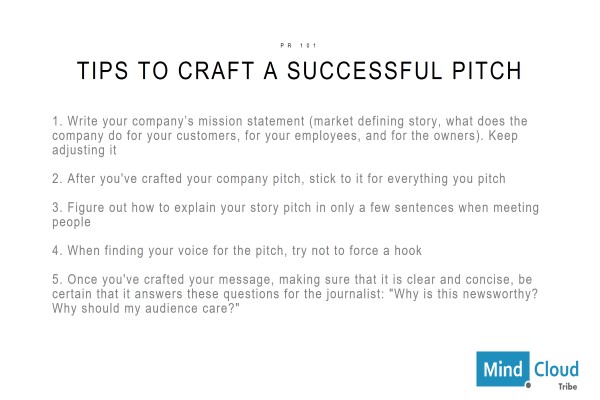 PR 101
TIPS TO CRAFT A SUCCESSFUL PITCH
1. Write your company's mission statement (market defining story, what does the
company do for your customers, for your employees, and for the owners). Keep
adjusting it
2. After you've crafted your company pitch, stick to it for everything you pitch
3. Figure out how to explain your story pitch in only a few sentences when meeting
people
4. When finding your voice for the pitch, try not to force a hook
5. Once you've crafted your message, making sure that it is clear and concise, be
certain that it answers these questions for the journalist: "Why is this newsworthy?
Why should my audience care?"
Mind Cloud
Tribe